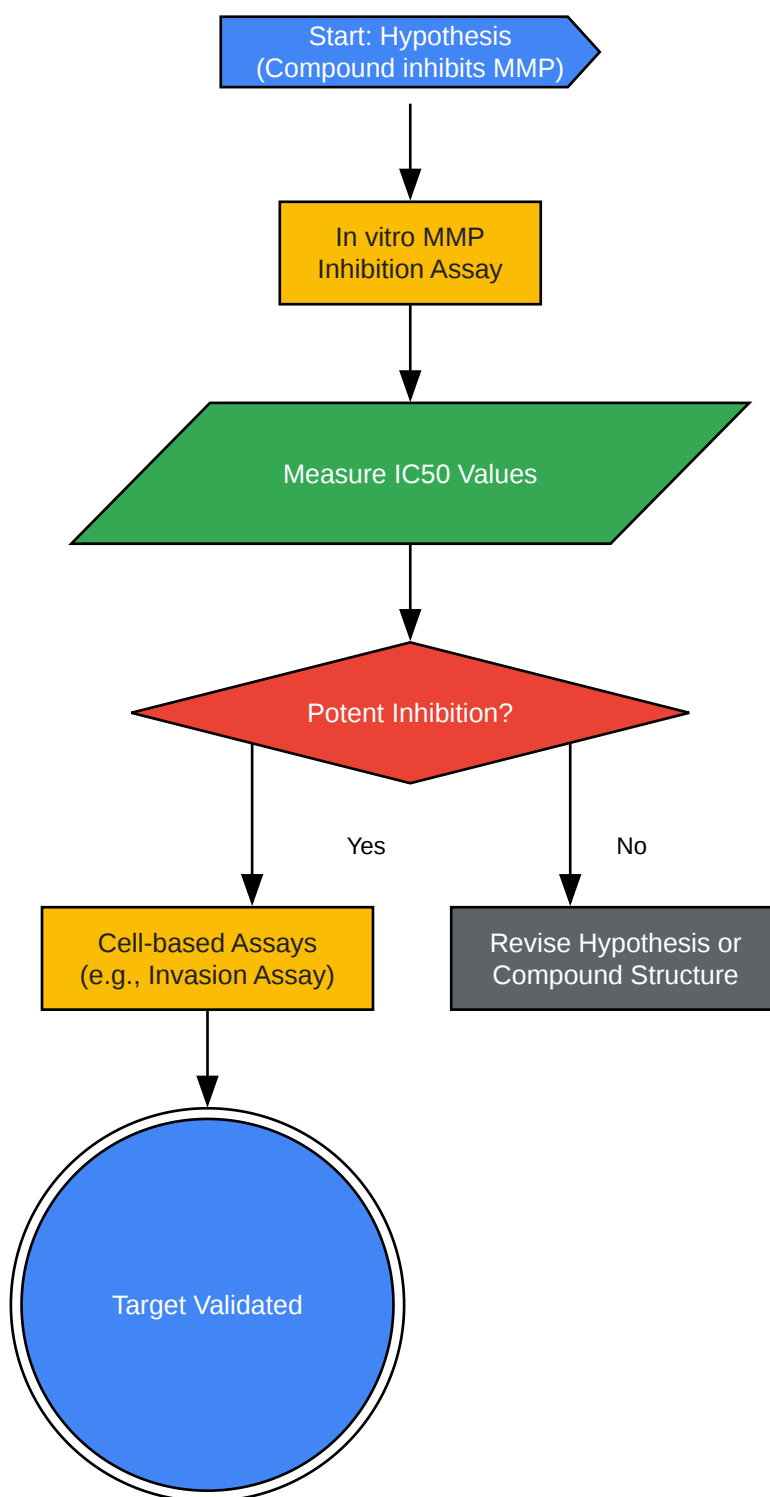 Start: Hypothesis
(Compound inhibits MMP)
In vitro MMP
Inhibition Assay
Measure IC50 Values
Potent Inhibition?
Yes
No
Cell-based Assays
(e.g., Invasion Assay)
Revise Hypothesis or
Compound Structure
Target Validated